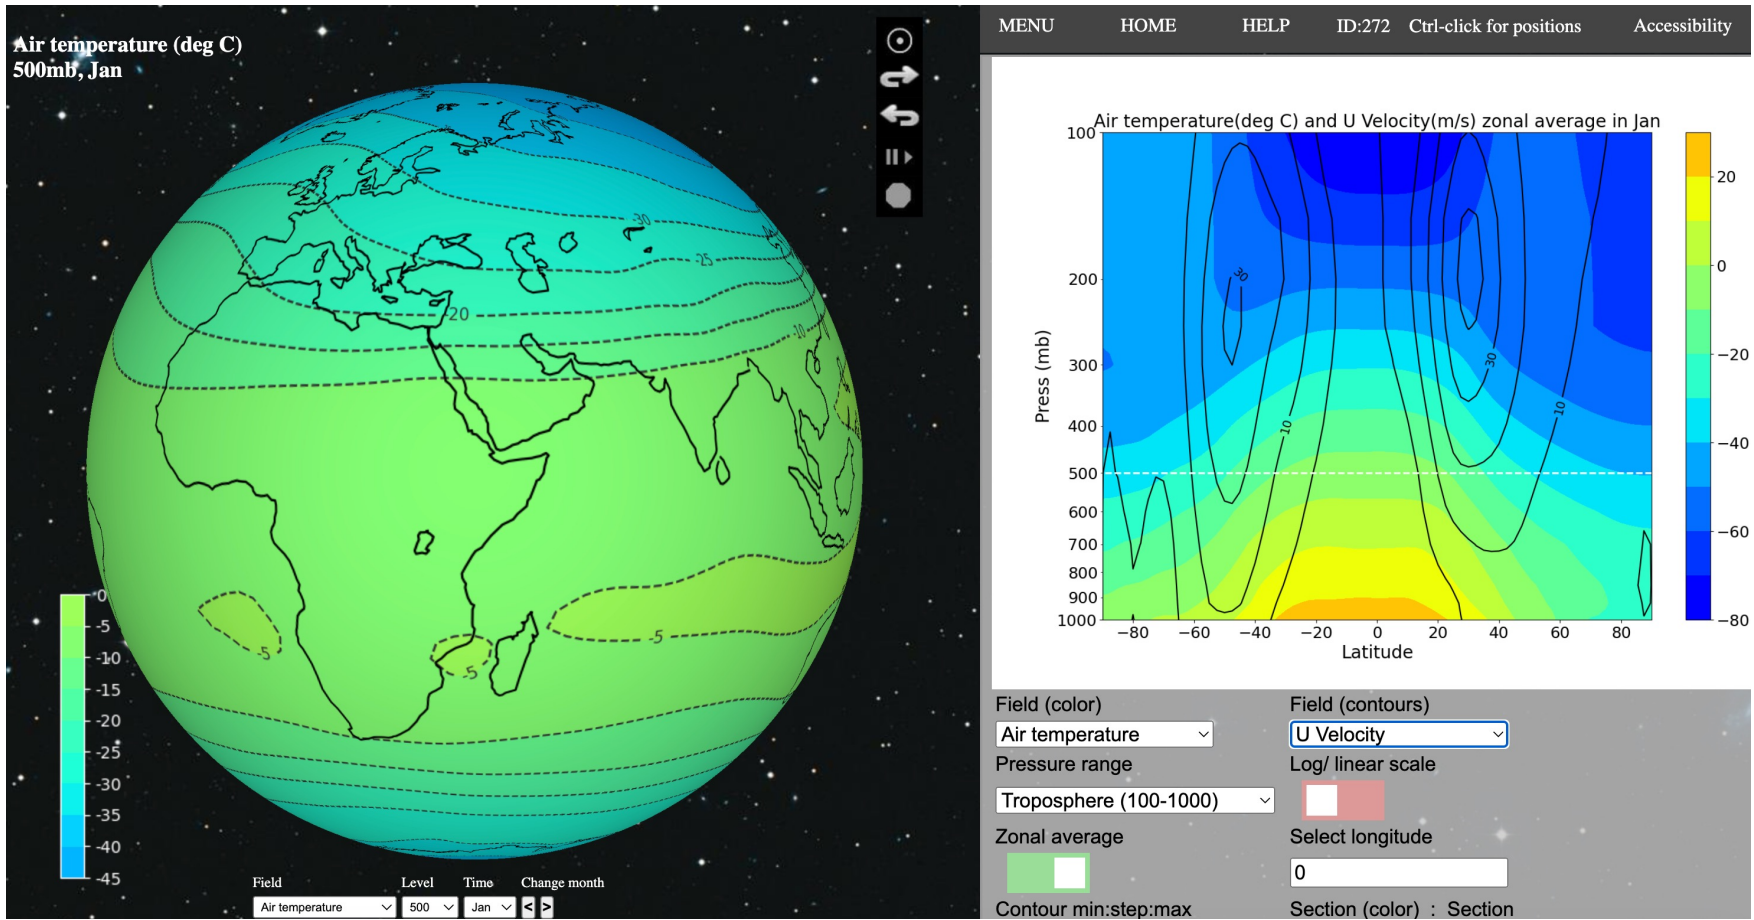 Air temperature (deg C)
500mb, Jan
-30
-25
-20
-10
-5
-5
-5
0
-5
-10
-15
-20
-25
-30
-35
-40
-45
Field
Level
Time
Change month
Air temperature
500
Jan
<
>
MENU
HOME
HELP
ID:272
Ctrl-click for positions
Accessibility
Air temperature(deg C) and U Velocity(m/s) zonal average in Jan
100
200
300
400
500
600
700
800
900
1000
Press (mb)
30
30
10
10
−80
−60
−40
−20
0
20
40
60
80
Latitude
20
0
−20
−40
−60
−80
Field (color)
Field (contours)
Air temperature
U Velocity
Pressure range
Log/ linear scale
Troposphere (100-1000)
Zonal average
Select longitude
0
Contour min:step:max
Section (color) : Section